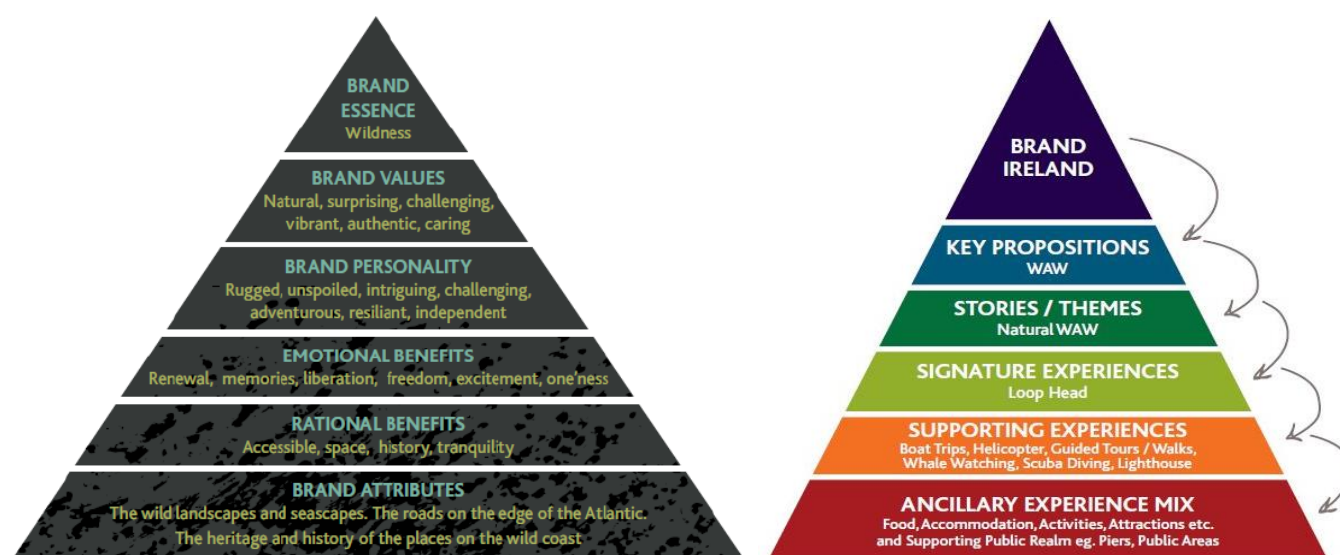 BRAND
ESSENCE
Wildness
BRAND VALUES
Natural, surprising, challenging,
vibrant, authentic, caring
BRAND PERSONALITY
Rugged, unspoiled, intriguing, challenging,
adventurous, resiliant, independent
EMOTIONAL BENEFITS
Renewal, memories, liberation, freedom, excitement, one'ness
RATIONAL BENEFITS
Accessible, space, history, tranquility
BRAND ATTRIBUTES
The wild landscapes and seascapes. The roads on the edge of the Atlantic.
The heritage and history of the places on the wild coast
BRAND
IRELAND
KEY PROPOSITIONS
WAW
STORIES / THEMES
Natural WAW
SIGNATURE EXPERIENCES
Loop Head
SUPPORTING EXPERIENCES
Boat Trips, Helicopter, Guided Tours / Walks,
Whale Watching, Scuba Diving, Lighthouse
ANCILLARY EXPERIENCE MIX
Food, Accommodation, Activities, Attractions etc.
and Supporting Public Realm eg. Piers, Public Areas